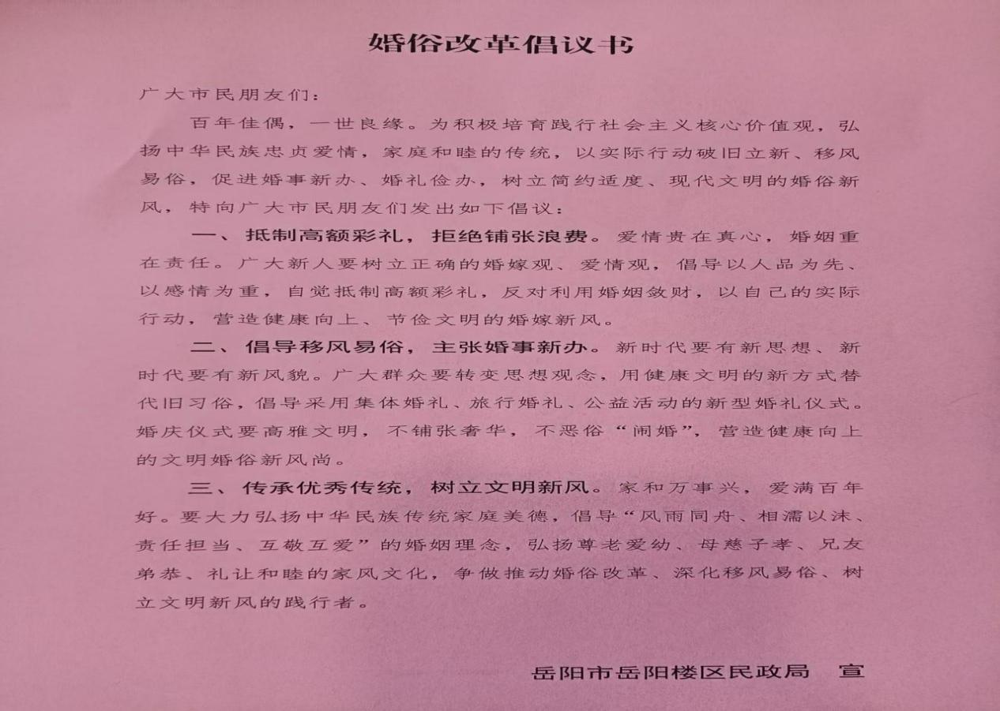 婚俗改革倡议书
广大市民朋友们：
百年佳偶，一世良缘。为积极培育践行社会主义核心价值观，弘
扬中华民族忠贞爱情，家庭和睦的传统，以实际行动破旧立新、移风
易俗，促进婚事新办、婚礼俭办，树立简约适度、现代文明的婚俗新
风，特向广大市民朋友们发出如下倡议：
一、抵制高额彩礼，拒绝铺张浪费。爱情贵在真心，婚姻重
在责任。广大新人要树立正确的婚嫁观、爱情观，倡导以人品为先、
以感情为重，自觉抵制高额彩礼，反对利用婚姻敛财，以自己的实际
行动，营造健康向上、节俭文明的婚嫁新风。
二、倡导移风易俗，主张婚事新办。新时代要有新思想、新
时代要有新风貌。广大群众要转变思想观念，用健康文明的新方式替
代旧习俗，倡导采用集体婚礼、旅行婚礼、公益活动的新型婚礼仪式。
婚庆仪式要高雅文明，不铺张奢华，不恶俗“闹婚”，营造健康向上
的文明婚俗新风尚。
三、传承优秀传统，树立文明新风。家和万事兴，爱满百年
好。要大力弘扬中华民族传统家庭美德，倡导“风雨同舟、相濡以沫、
责任担当、互敬互爱”的婚姻理念，弘扬尊老爱幼、母慈子孝、兄友
弟恭、礼让和睦的家风文化，争做推动婚俗改革、深化移风易俗、树
立文明新风的践行者。
岳阳市岳阳楼区民政局 宣